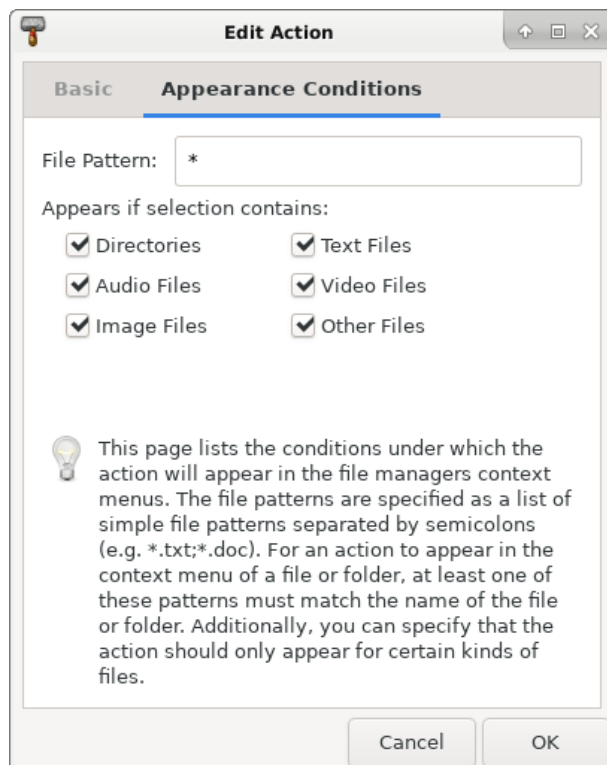 Edit Action
Basic Appearance Conditions
File Pattern: *
Appears if selection contains:
Directories Text Files
Audio Files Video Files
Image Files Other Files
This page lists the conditions under which the
action will appear in the file managers context
menus. The file patterns are specified as a list of
simple file patterns separated by semicolons
(e.g. *.txt;*.doc). For an action to appear in the
context menu of a file or folder, at least one of
these patterns must match the name of the file
or folder. Additionally, you can specify that the
action should only appear for certain kinds of
files.
Cancel OK